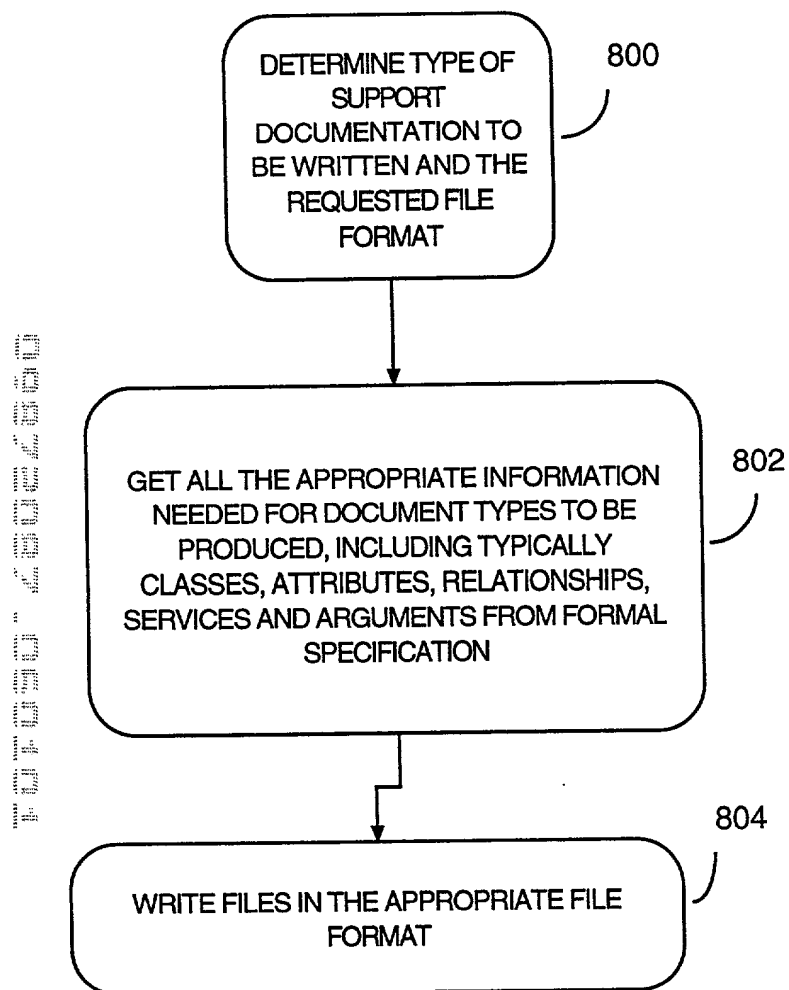 DETERMINE TYPE OF
SUPPORT
DOCUMENTATION TO
BE WRITTEN AND THE
REQUESTED FILE
FORMAT
800
GET ALL THE APPROPRIATE INFORMATION
NEEDED FOR DOCUMENT TYPES TO BE
PRODUCED, INCLUDING TYPICALLY
CLASSES, ATTRIBUTES, RELATIONSHIPS,
SERVICES AND ARGUMENTS FROM FORMAL
SPECIFICATION
802
WRITE FILES IN THE APPROPRIATE FILE
FORMAT
804